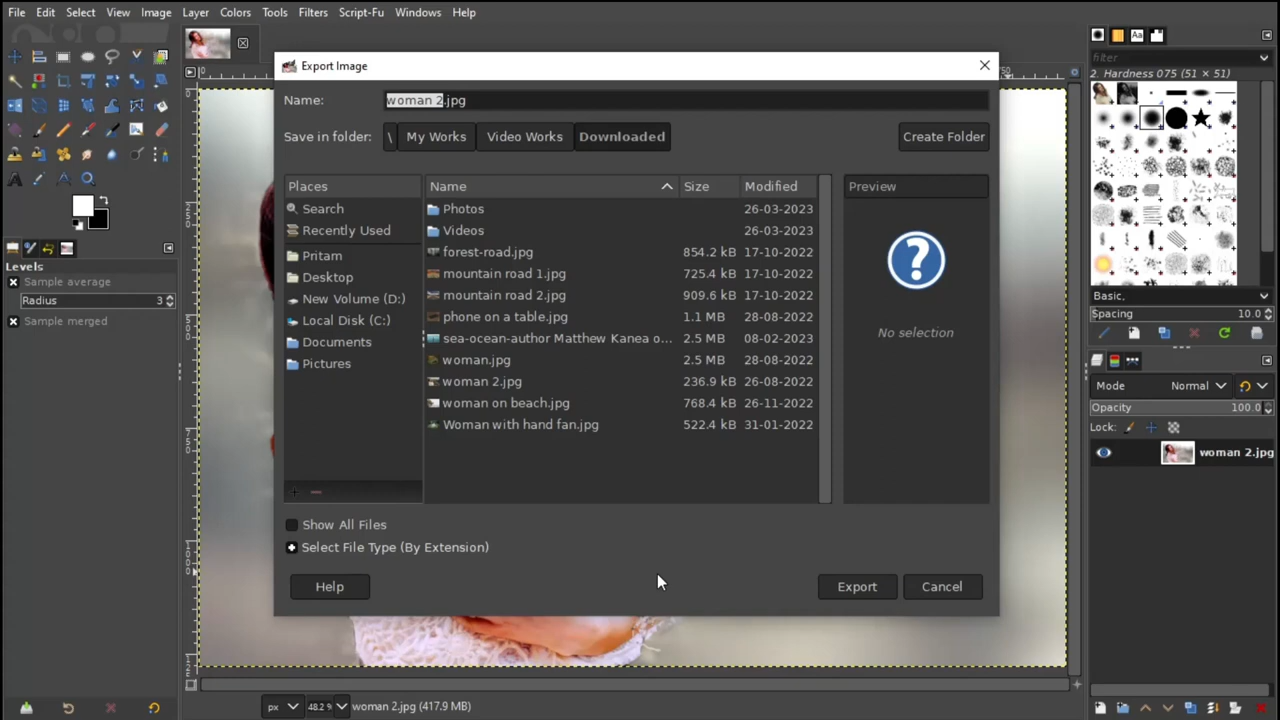 File Edit Select View Image Layer Colors Tools Filters Script-Fu Windows Help
Export Image
Name: woman 2.jpg
Save in folder: \ My Works Video Works Downloaded Create Folder
Places Name Size Modified Preview
Search
Recently Used
Pritam
Desktop
New Volume (D:)
Local Disk (C:)
Documents
Pictures
Photos 26-03-2023
Videos 26-03-2023
forest-road.jpg 854.2 kB 17-10-2022
mountain road 1.jpg 725.4 kB 17-10-2022
mountain road 2.jpg 909.6 kB 17-10-2022
phone on a table.jpg 1.1 MB 28-08-2022
sea-ocean-author Matthew Kanea o... 2.5 MB 08-02-2023
woman.jpg 2.5 MB 28-08-2022
woman 2.jpg 236.9 kB 26-08-2022
woman on beach.jpg 768.4 kB 26-11-2022
Woman with hand fan.jpg 522.4 kB 31-01-2022
No selection
Show All Files
Select File Type (By Extension)
Help Export Cancel
Levels
Sample average
Radius 3
Sample merged
filter
2. Hardness 075 (51 × 51)
Basic,
Spacing 10.0
Mode Normal
Opacity 100.0
Lock:
woman 2.jpg
px 48.2 % woman 2.jpg (417.9 MB)